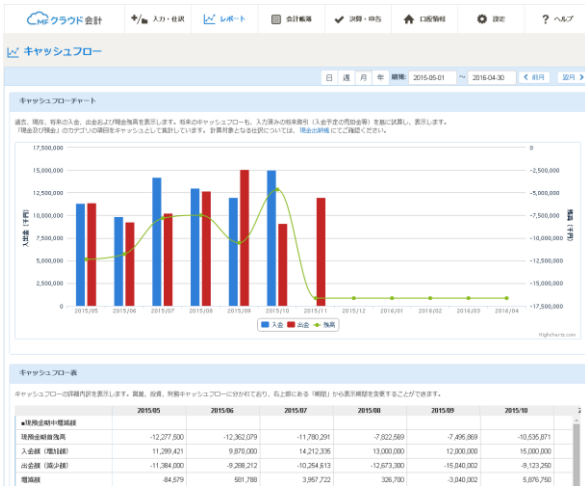 MFクラウド会計
入力・仕訳
レポート
会計帳簿
決算・申告
口座情報
設定
? ヘルプ
キャッシュフロー
日 週 月 年 期間: 2015-05-01 ~ 2016-04-30 前月 翌月
キャッシュフローチャート
過去、現在、将来の入金、出金および現金残高を表示します。将来のキャッシュフローも、入力済みの将来取引（入金予定の売掛金等）を基に試算し、表示します。
「現金及び預金」のカテゴリの項目をキャッシュとして集計しています。計算対象となる仕訳については、現金出納帳 にてご確認ください。
17,500,000
15,000,000
12,500,000
10,000,000
7,500,000
5,000,000
2,500,000
0
入出金（千円）
0
-2,500,000
-5,000,000
-7,500,000
-10,000,000
-12,500,000
-15,000,000
-17,500,000
残高（千円）
2015/05 2015/06 2015/07 2015/08 2015/09 2015/10 2015/11 2015/12 2016/01 2016/02 2016/03 2016/04
入金 出金 残高
Highcharts.com
キャッシュフロー表
キャッシュフローの詳細内訳を表示します。営業、投資、財務キャッシュフローに分かれており、右上部にある「期間」から表示期間を変更することができます。
2015/05 2015/06 2015/07 2015/08 2015/09 2015/10
■現預金期中増減額
現預金期首残高 -12,277,500 -12,362,079 -11,780,291 -7,822,569 -7,495,869 -10,535,871
入金額（増加額） 11,299,421 9,870,000 14,212,335 13,000,000 12,000,000 15,000,000
出金額（減少額） -11,384,000 -9,288,212 -10,254,613 -12,673,300 -15,040,002 -9,123,250
増減額 -84,579 581,788 3,957,722 326,700 -3,040,002 5,876,750